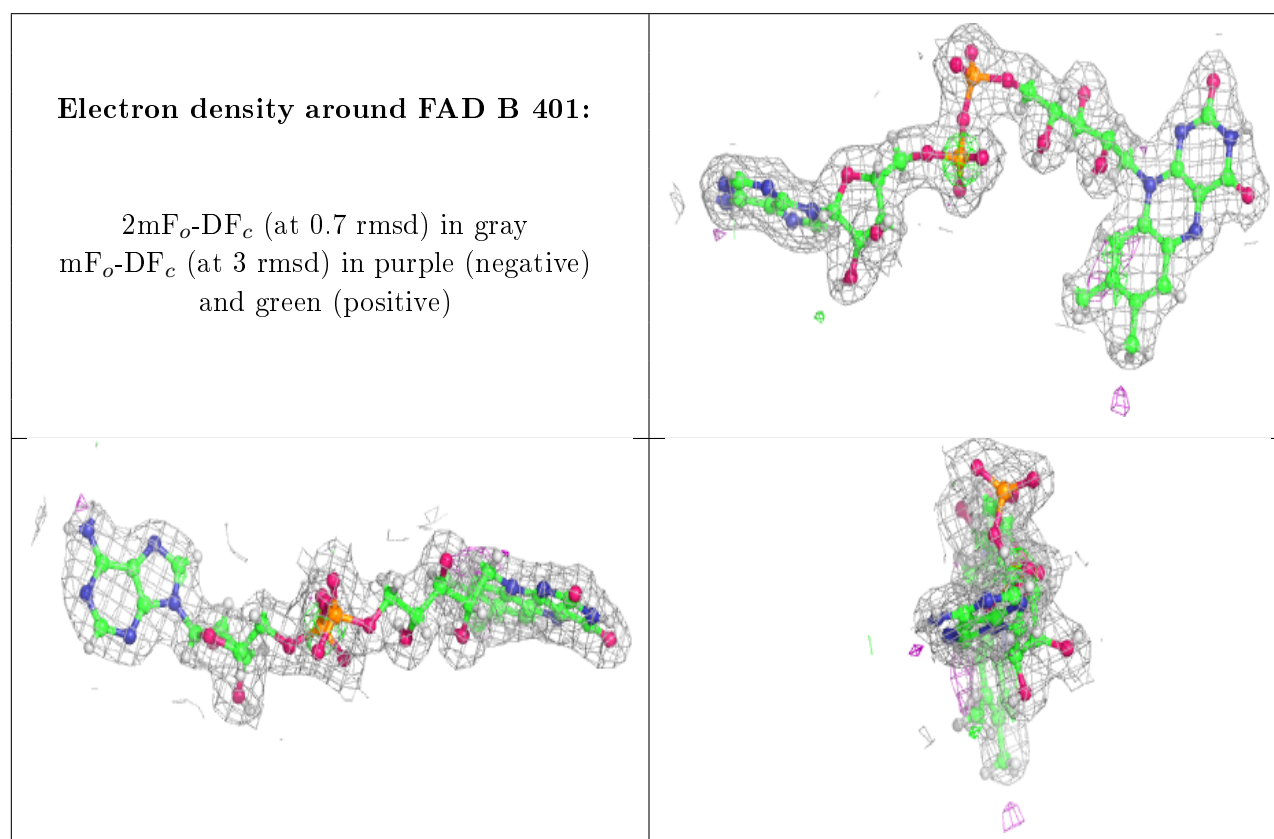 Electron density around FAD B 401:
2mFo-DFc (at 0.7 rmsd) in gray
mFo-DFc (at 3 rmsd) in purple (negative)
and green (positive)